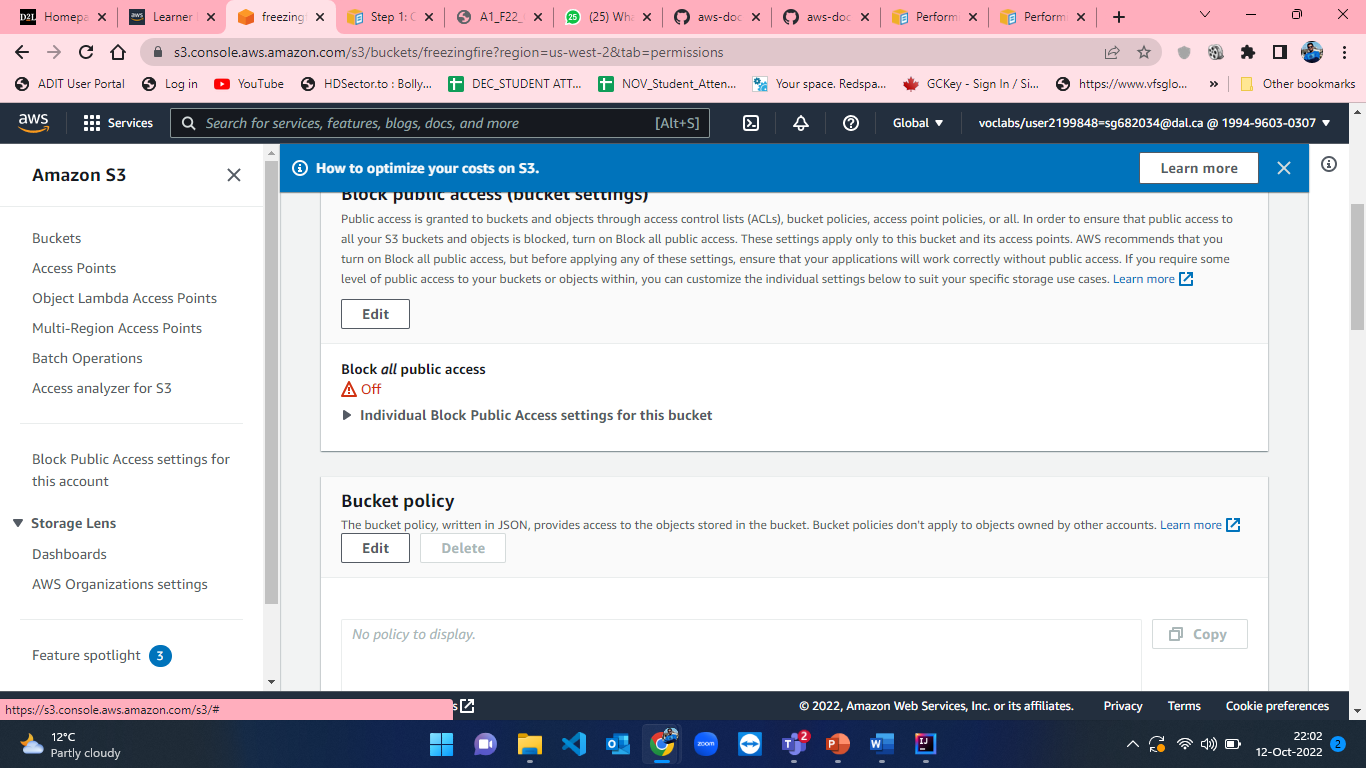 D2L Homepa
aws Learner
freezing
Step 1: C
A1_F22_
(25) Wha
aws-doc
aws-doc
Perform
Perform
s3.console.aws.amazon.com/s3/buckets/freezingfire?region=us-west-2&tab=permissions
ADIT User Portal
Log in
YouTube
HDSector.to : Bolly...
DEC_STUDENT ATT...
NOV_Student_Atten...
Your space. Redspa...
GCKey - Sign In / Si...
https://www.vfsglo...
»
Other bookmarks
aws
Services
Search for services, features, blogs, docs, and more
[Alt+S]
Global
voclabs/user2199848=sg682034@dal.ca @ 1994-9603-0307
Amazon S3
Buckets
Access Points
Object Lambda Access Points
Multi-Region Access Points
Batch Operations
Access analyzer for S3
Block Public Access settings for
this account
Storage Lens
Dashboards
AWS Organizations settings
Feature spotlight 3
How to optimize your costs on S3.
Learn more
Block public access (bucket settings)
Public access is granted to buckets and objects through access control lists (ACLs), bucket policies, access point policies, or all. In order to ensure that public access to
all your S3 buckets and objects is blocked, turn on Block all public access. These settings apply only to this bucket and its access points. AWS recommends that you
turn on Block all public access, but before applying any of these settings, ensure that your applications will work correctly without public access. If you require some
level of public access to your buckets or objects within, you can customize the individual settings below to suit your specific storage use cases. Learn more
Edit
Block all public access
Off
Individual Block Public Access settings for this bucket
Bucket policy
The bucket policy, written in JSON, provides access to the objects stored in the bucket. Bucket policies don't apply to objects owned by other accounts. Learn more
Edit
Delete
No policy to display.
Copy
https://s3.console.aws.amazon.com/s3/#
s
© 2022, Amazon Web Services, Inc. or its affiliates.
Privacy
Terms
Cookie preferences
12°C
Partly cloudy
zoom
2
22:02
12-Oct-2022
2